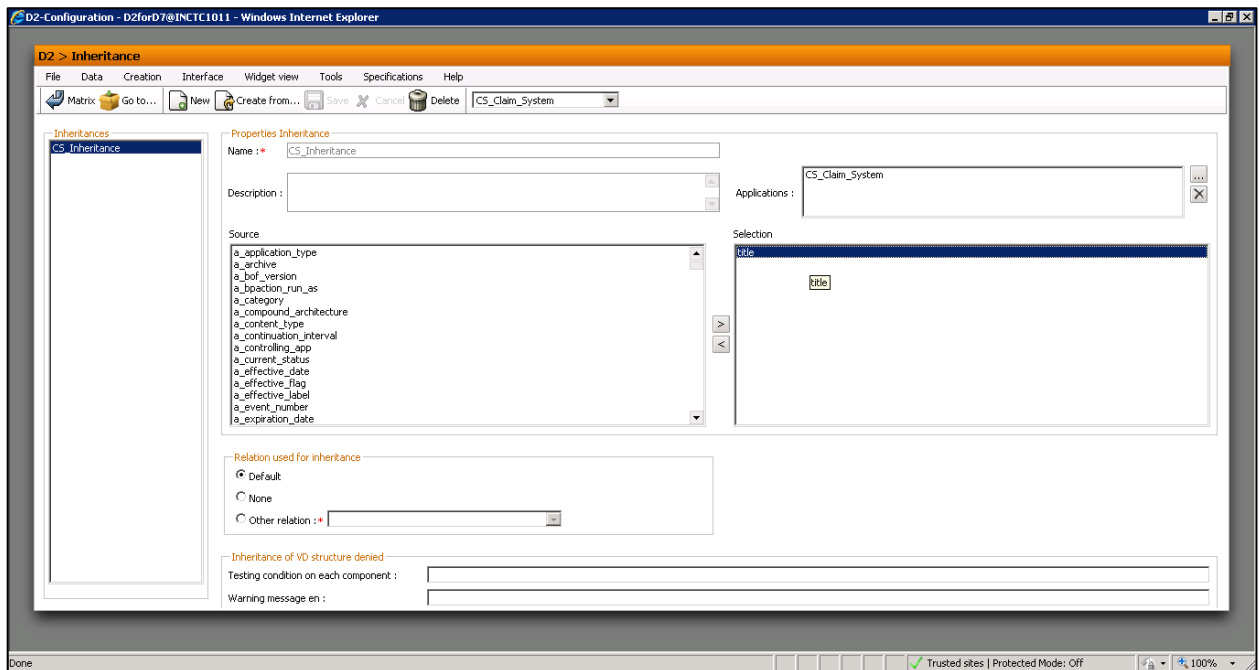 D2-Configuration - D2forD7@INCTC1011 - Windows Internet Explorer
D2 > Inheritance
File Data Creation Interface Widget view Tools Specifications Help
Matrix Go to... New Create from... Save Cancel Delete CS_Claim_System
Inheritances
CS_Inheritance
Properties Inheritance
Name :* CS_Inheritance
Description :
Applications :
CS_Claim_System
...
Source
a_application_type
a_archive
a_bof_version
a_bpaction_run_as
a_category
a_compound_architecture
a_content_type
a_continuation_interval
a_controlling_app
a_current_status
a_effective_date
a_effective_flag
a_effective_label
a_event_number
a_expiration_date
>
<
Selection
title
title
Relation used for inheritance
Default
None
Other relation :*
Inheritance of VD structure denied
Testing condition on each component :
Warning message en :
Done Trusted sites | Protected Mode: Off 100%